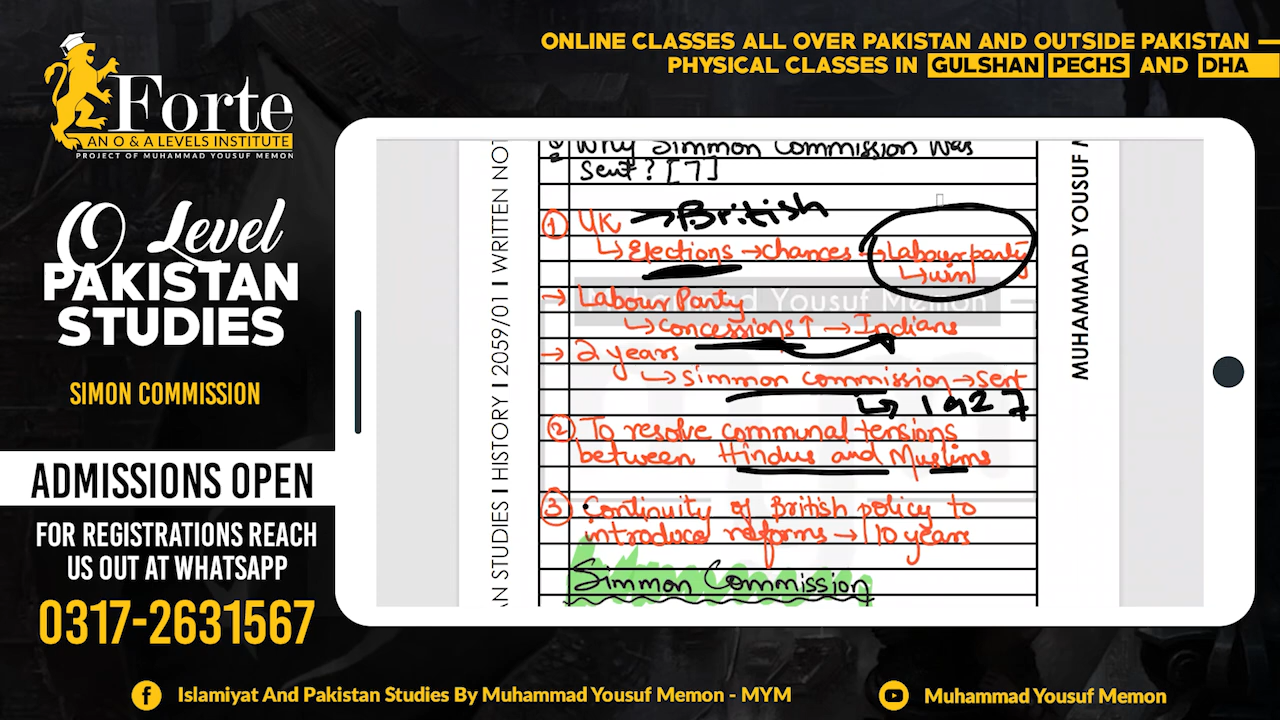 Forte
AN O & A LEVELS INSTITUTE
PROJECT OF MUHAMMAD YOUSUF MEMON
O Level
PAKISTAN
STUDIES
SIMON COMMISSION
ADMISSIONS OPEN
FOR REGISTRATIONS REACH
US OUT AT WHATSAPP
0317-2631567
ONLINE CLASSES ALL OVER PAKISTAN AND OUTSIDE PAKISTAN
PHYSICAL CLASSES IN GULSHAN PECHS AND DHA
AN STUDIES I HISTORY I 2059/01 I WRITTEN NOT
Why Simmon Commission was
sent? [7]
① UK → British
↳ Elections → chances → Labour party
↳ win
→ Labour Party
↳ concessions ↑ → Indians
→ 2 years
↳ Simmon commission → sent
↳ 1927
② To resolve communal tensions
between Hindus and Muslims
③ Continuity of British policy to
introduce reforms → 10 years
Simmon Commission
Muhammad Yousuf Memon
MUHAMMAD YOUSUF
Islamiyat And Pakistan Studies By Muhammad Yousuf Memon - MYM
Muhammad Yousuf Memon